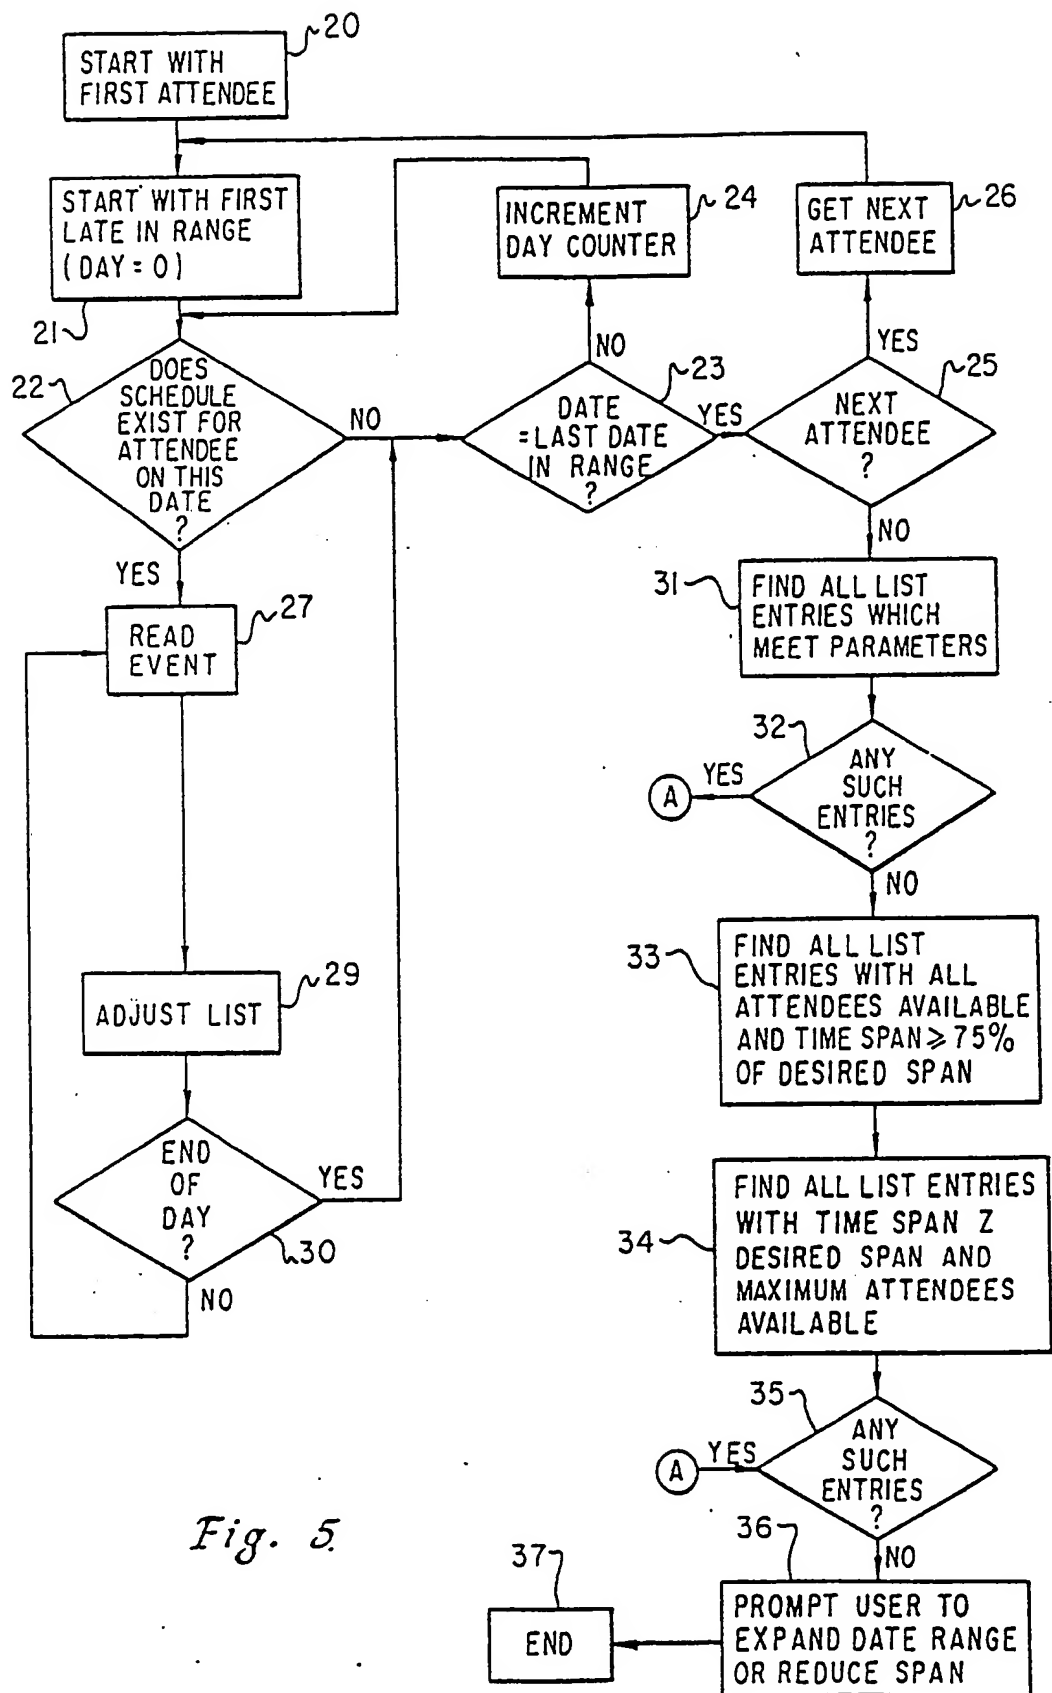 20
START WITH
FIRST ATTENDEE
START WITH FIRST
LATE IN RANGE
(DAY = 0)
21
INCREMENT
DAY COUNTER
24
GET NEXT
ATTENDEE
26
22
DOES
SCHEDULE
EXIST FOR
ATTENDEE
ON THIS
DATE
?
NO
YES
NO
23
DATE
=LAST DATE
IN RANGE
?
YES
YES
25
NEXT
ATTENDEE
?
NO
27
READ
EVENT
31
FIND ALL LIST
ENTRIES WHICH
MEET PARAMETERS
32
ANY
SUCH
ENTRIES
?
YES
A
NO
29
ADJUST LIST
33
FIND ALL LIST
ENTRIES WITH ALL
ATTENDEES AVAILABLE
AND TIME SPAN ≥ 75%
OF DESIRED SPAN
END
OF
DAY
?
YES
30
NO
34
FIND ALL LIST ENTRIES
WITH TIME SPAN Z
DESIRED SPAN AND
MAXIMUM ATTENDEES
AVAILABLE
35
ANY
SUCH
ENTRIES
?
YES
A
NO
36
PROMPT USER TO
EXPAND DATE RANGE
OR REDUCE SPAN
37
END
Fig. 5.